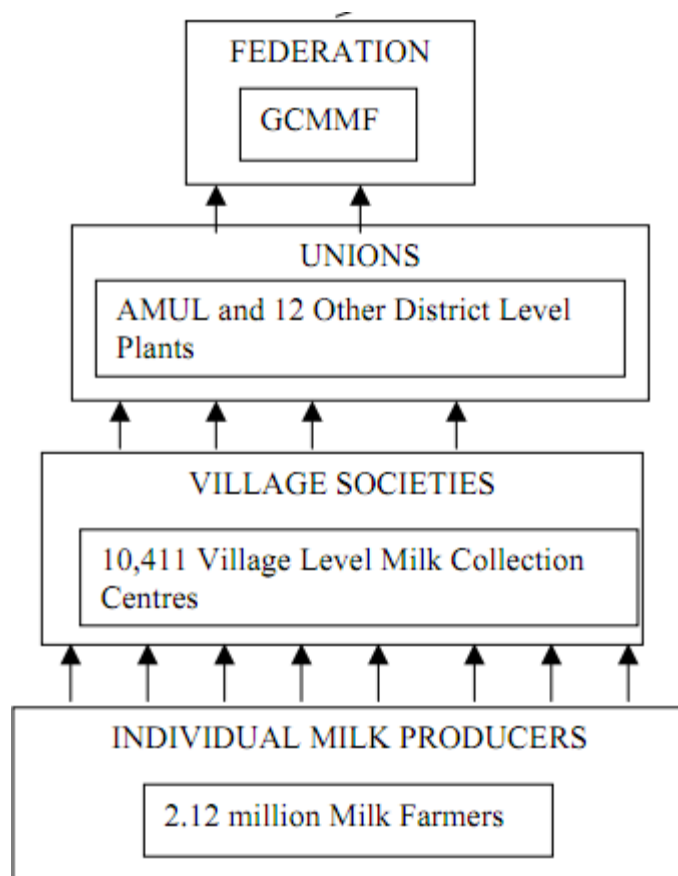 FEDERATION
GCMMF
UNIONS
AMUL and 12 Other District Level
Plants
VILLAGE SOCIETIES
10,411 Village Level Milk Collection
Centres
INDIVIDUAL MILK PRODUCERS
2.12 million Milk Farmers